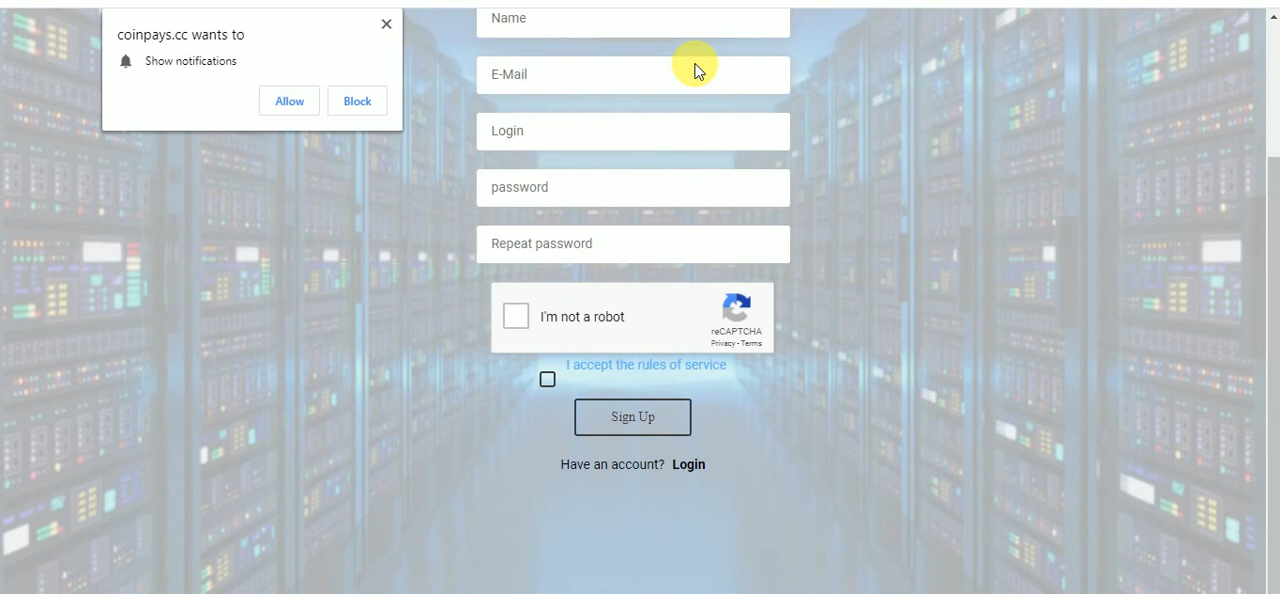 coinpays.cc wants to
Show notifications
Allow
Block
Name
E-Mail
Login
password
Repeat password
I'm not a robot
reCAPTCHA
Privacy - Terms
I accept the rules of service
Sign Up
Have an account? Login